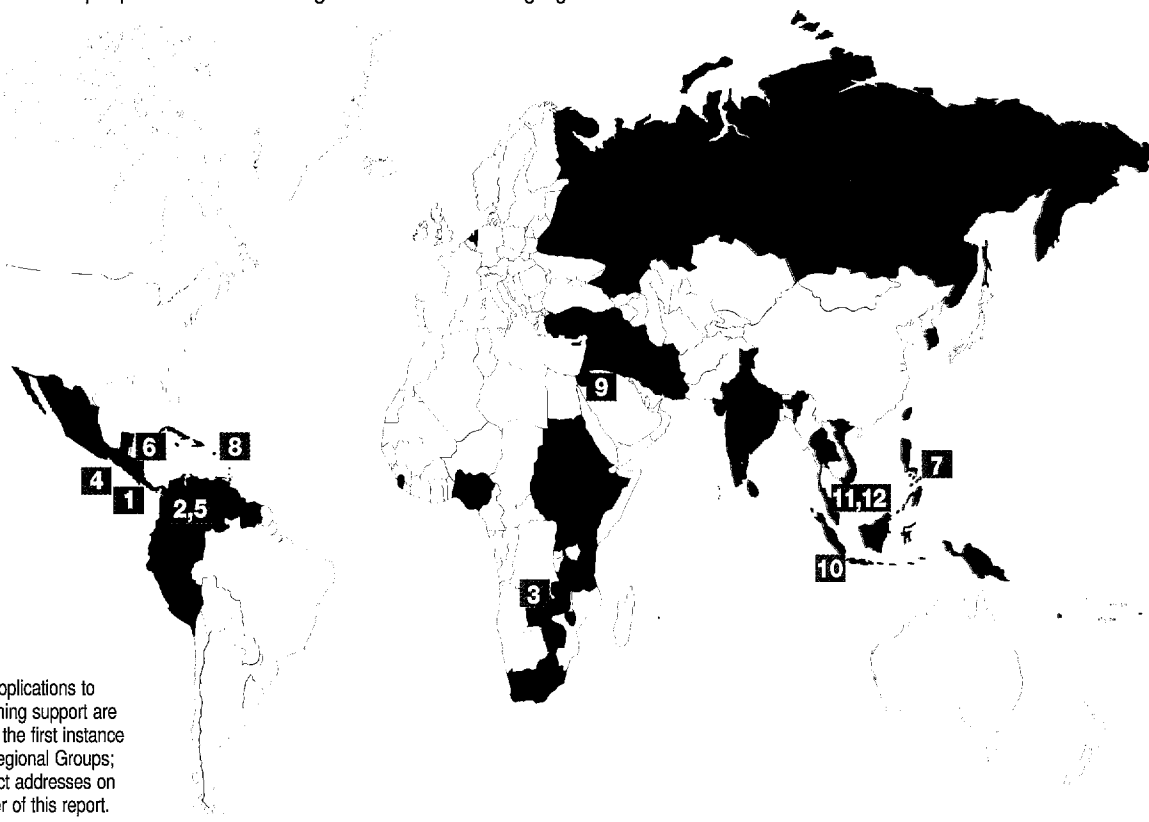 6
8
9
4
1
2,5
7
11,12
10
3
pplications to
ning support are
the first instance
egional Groups;
ct addresses on
er of this report.